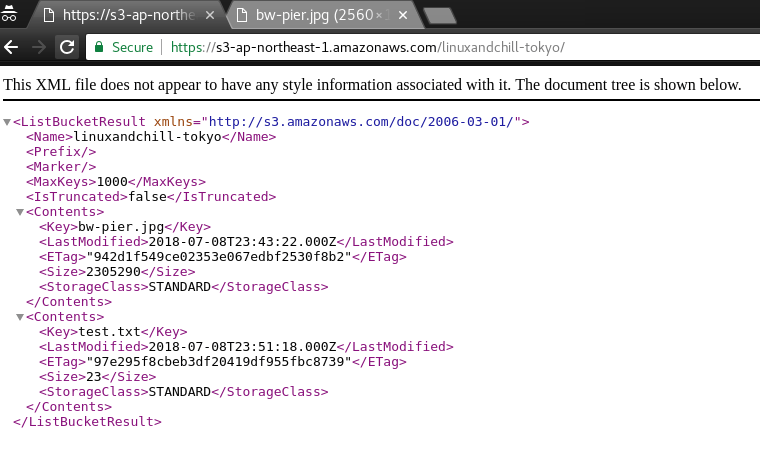 https://s3-ap-northe
bw-pier.jpg (2560×
Secure https://s3-ap-northeast-1.amazonaws.com/linuxandchill-tokyo/
This XML file does not appear to have any style information associated with it. The document tree is shown below.
<ListBucketResult xmlns="http://s3.amazonaws.com/doc/2006-03-01/">
<Name>linuxandchill-tokyo</Name>
<Prefix/>
<Marker/>
<MaxKeys>1000</MaxKeys>
<IsTruncated>false</IsTruncated>
<Contents>
<Key>bw-pier.jpg</Key>
<LastModified>2018-07-08T23:43:22.000Z</LastModified>
<ETag>"942d1f549ce02353e067edbf2530f8b2"</ETag>
<Size>2305290</Size>
<StorageClass>STANDARD</StorageClass>
</Contents>
<Contents>
<Key>test.txt</Key>
<LastModified>2018-07-08T23:51:18.000Z</LastModified>
<ETag>"97e295f8cbeb3df20419df955fbc8739"</ETag>
<Size>23</Size>
<StorageClass>STANDARD</StorageClass>
</Contents>
</ListBucketResult>